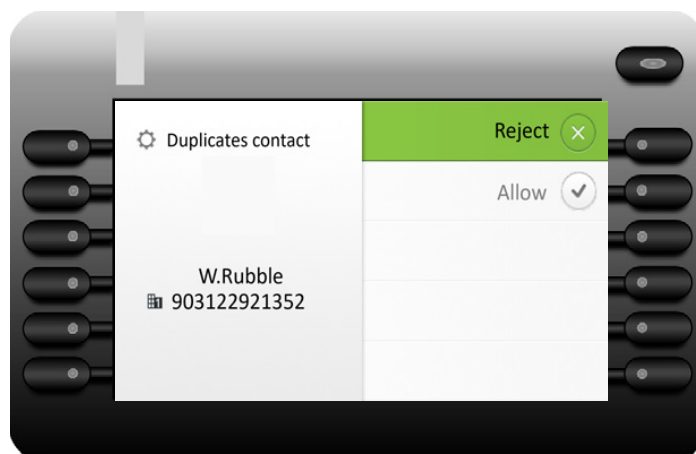 Duplicates contact
Reject
Allow
W.Rubble
903122921352